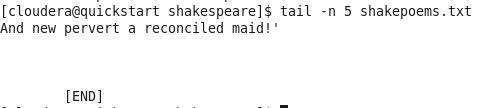 [cloudera@quickstart shakespeare]$ tail -n 5 shakepoems.txt
And new pervert a reconciled maid!'
[END]